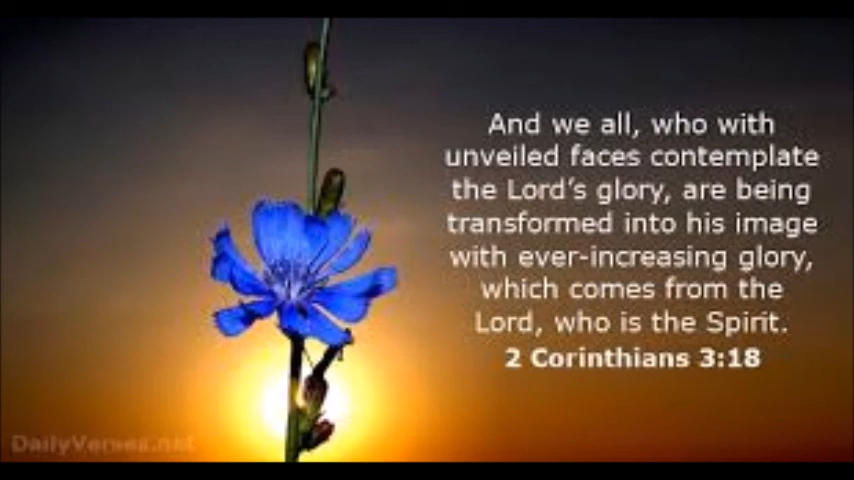 And we all, who with
unveiled faces contemplate
the Lord's glory, are being
transformed into his image
with ever-increasing glory,
which comes from the
Lord, who is the Spirit.
2 Corinthians 3:18
DailyVerses.net